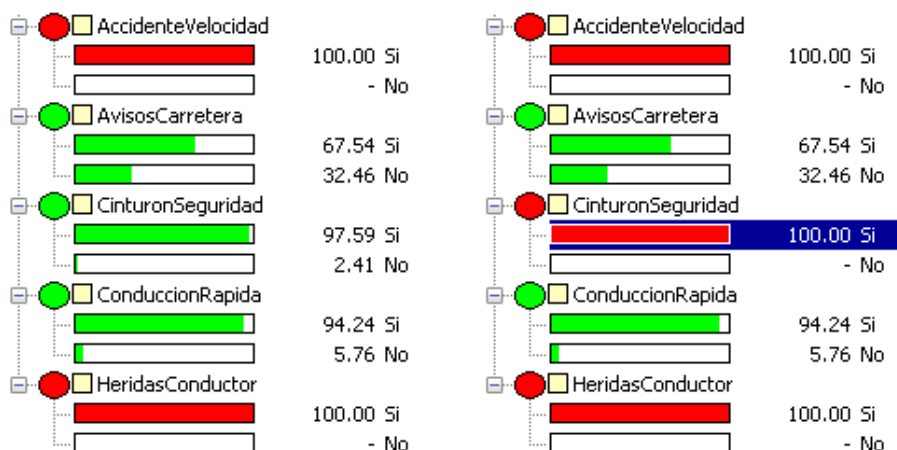 AccidenteVelocidad
100.00 Si
- No
AvisosCarretera
67.54 Si
32.46 No
CinturonSeguridad
97.59 Si
2.41 No
ConduccionRapida
94.24 Si
5.76 No
HeridasConductor
100.00 Si
- No
AccidenteVelocidad
100.00 Si
- No
AvisosCarretera
67.54 Si
32.46 No
CinturonSeguridad
100.00 Si
- No
ConduccionRapida
94.24 Si
5.76 No
HeridasConductor
100.00 Si
- No